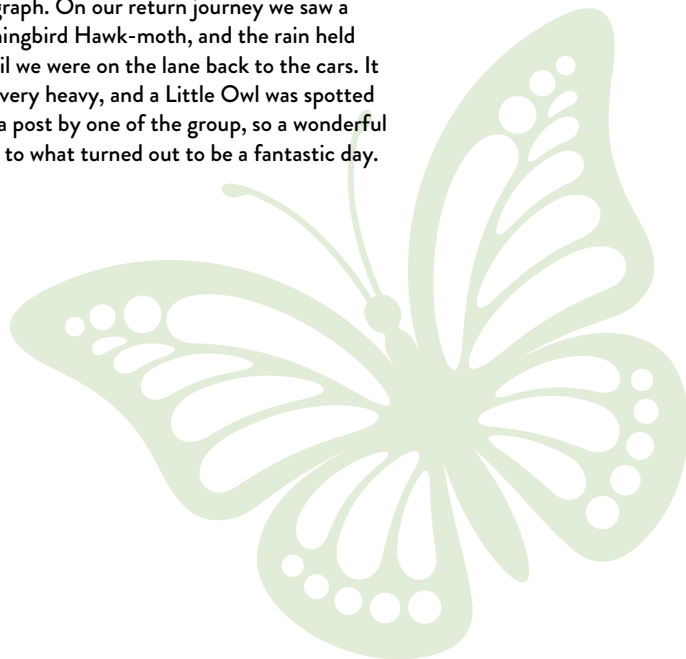 graph. On our return journey we saw a
mingbird Hawk-moth, and the rain held
il we were on the lane back to the cars. It
very heavy, and a Little Owl was spotted
a post by one of the group, so a wonderful
to what turned out to be a fantastic day.